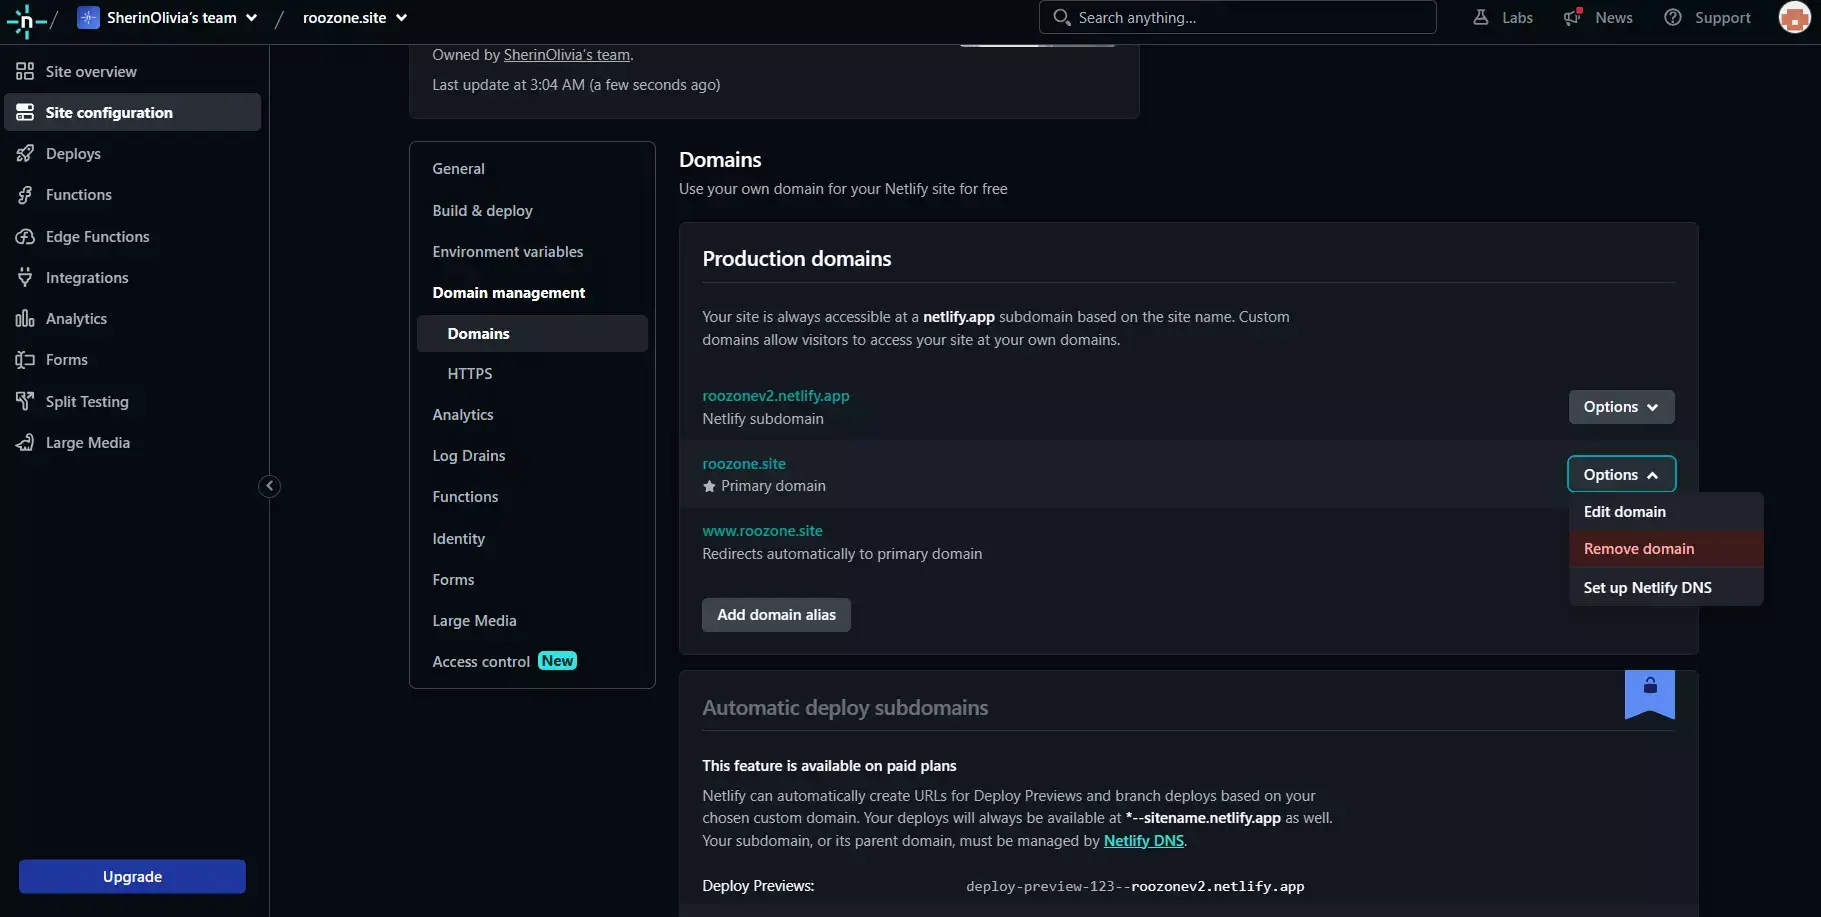 n / SherinOlivia's team / roozone.site
Search anything...
Labs
News
Support
Site overview
Site configuration
Deploys
Functions
Edge Functions
Integrations
Analytics
Forms
Split Testing
Large Media
Upgrade
Owned by SherinOlivia's team.
Last update at 3:04 AM (a few seconds ago)
General
Build & deploy
Environment variables
Domain management
Domains
HTTPS
Analytics
Log Drains
Functions
Identity
Forms
Large Media
Access control New
Domains
Use your own domain for your Netlify site for free
Production domains
Your site is always accessible at a netlify.app subdomain based on the site name. Custom
domains allow visitors to access your site at your own domains.
roozonev2.netlify.app
Netlify subdomain
Options
roozone.site
Primary domain
Options
Edit domain
Remove domain
Set up Netlify DNS
www.roozone.site
Redirects automatically to primary domain
Add domain alias
Automatic deploy subdomains
This feature is available on paid plans
Netlify can automatically create URLs for Deploy Previews and branch deploys based on your
chosen custom domain. Your deploys will always be available at *--sitename.netlify.app as well.
Your subdomain, or its parent domain, must be managed by Netlify DNS.
Deploy Previews: deploy-preview-123--roozonev2.netlify.app